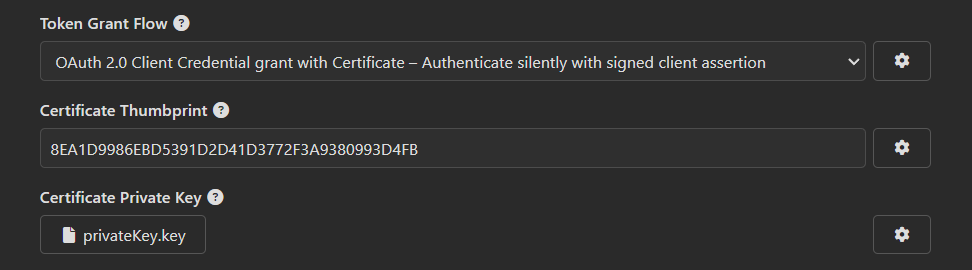 Token Grant Flow ?
OAuth 2.0 Client Credential grant with Certificate – Authenticate silently with signed client assertion
Certificate Thumbprint ?
8EA1D9986EBD5391D2D41D3772F3A9380993D4FB
Certificate Private Key ?
privateKey.key